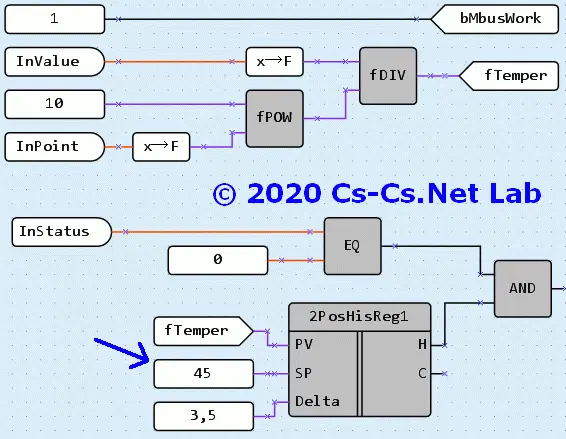 1
bMbusWork
InValue
x→F
fDIV
fTemper
10
fPOW
InPoint
x→F
© 2020 Cs-Cs.Net Lab
InStatus
EQ
0
AND
2PosHisReg1
fTemper
PV
H
45
SP
C
3,5
Delta